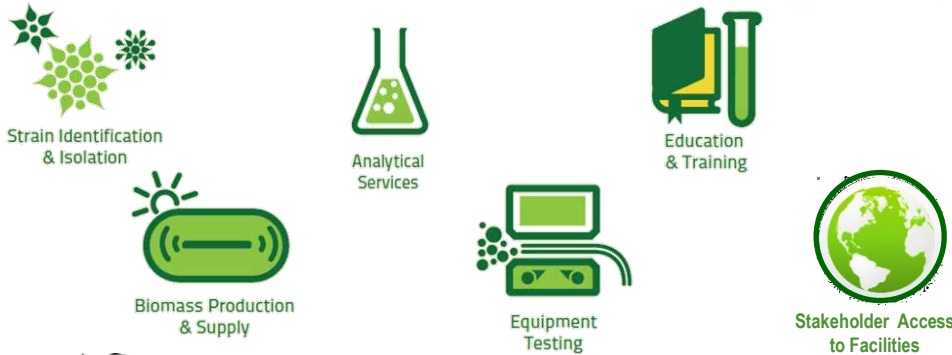 Strain Identification
& Isolation
Analytical
Services
Education
& Training
Biomass Production
& Supply
Equipment
Testing
Stakeholder Access
to Facilities